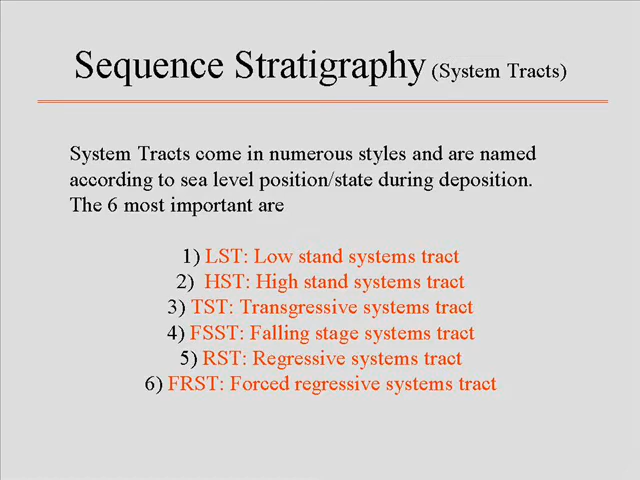 Sequence Stratigraphy (System Tracts)
System Tracts come in numerous styles and are named
according to sea level position/state during deposition.
The 6 most important are
1) LST: Low stand systems tract
2) HST: High stand systems tract
3) TST: Transgressive systems tract
4) FSST: Falling stage systems tract
5) RST: Regressive systems tract
6) FRST: Forced regressive systems tract